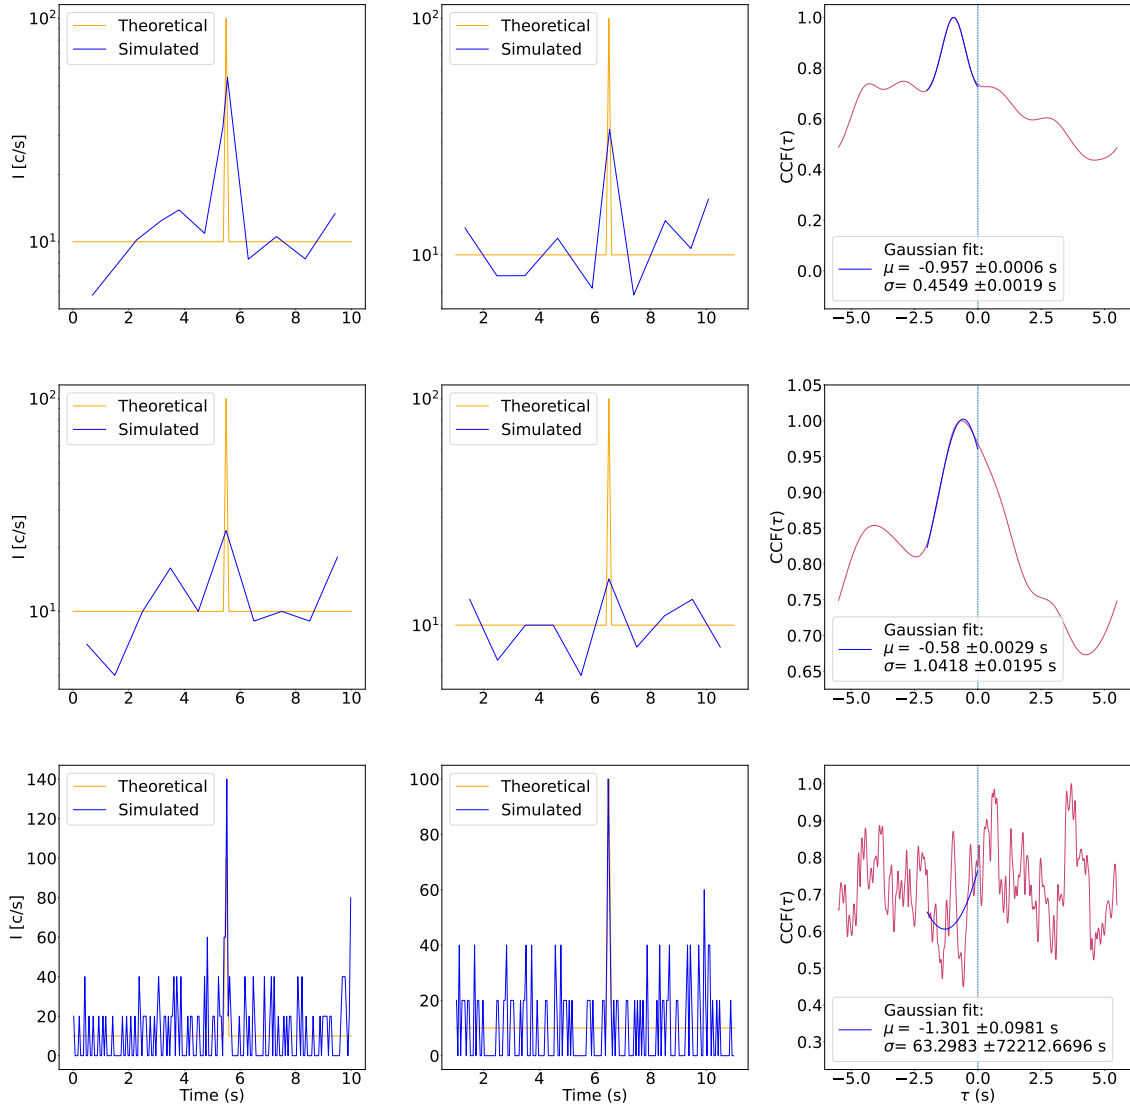 Theoretical
Simulated
10²
10¹
I [c/s]
0 2 4 6 8 10
Theoretical
Simulated
10²
10¹
2 4 6 8 10
1.0
0.8
0.6
0.4
0.2
0.0
CCF(τ)
Gaussian fit:
μ = -0.957 ±0.0006 s
σ= 0.4549 ±0.0019 s
−5.0 −2.5 0.0 2.5 5.0
Theoretical
Simulated
10²
10¹
I [c/s]
0 2 4 6 8 10
Theoretical
Simulated
10²
10¹
2 4 6 8 10
1.05
1.00
0.95
0.90
0.85
0.80
0.75
0.70
0.65
CCF(τ)
Gaussian fit:
μ = -0.58 ±0.0029 s
σ= 1.0418 ±0.0195 s
−5.0 −2.5 0.0 2.5 5.0
Theoretical
Simulated
140
120
100
80
60
40
20
0
I [c/s]
0 2 4 6 8 10
Time (s)
Theoretical
Simulated
100
80
60
40
20
0
2 4 6 8 10
Time (s)
1.0
0.9
0.8
0.7
0.6
0.5
0.4
0.3
CCF(τ)
Gaussian fit:
μ = -1.301 ±0.0981 s
σ= 63.2983 ±72212.6696 s
−5.0 −2.5 0.0 2.5 5.0
τ (s)